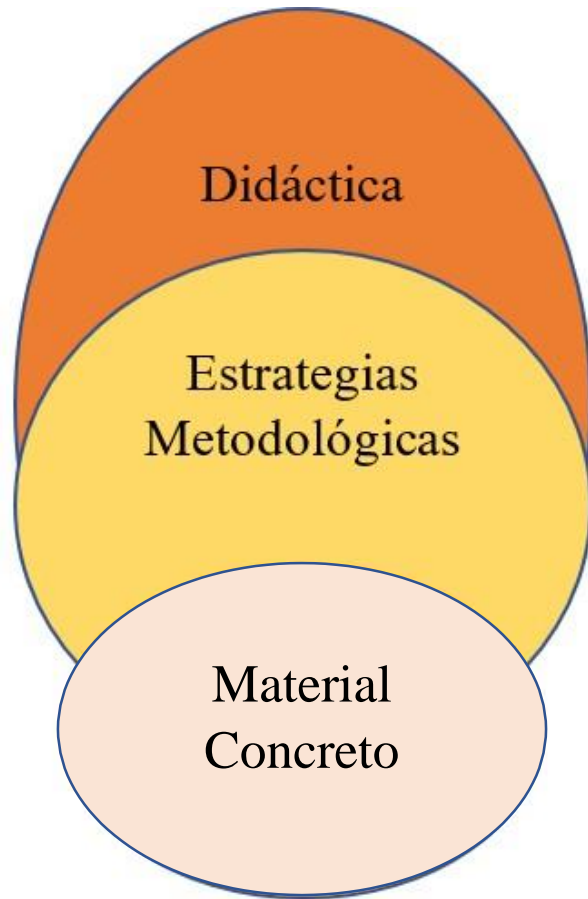 Didáctica
Estrategias
Metodológicas
Material
Concreto